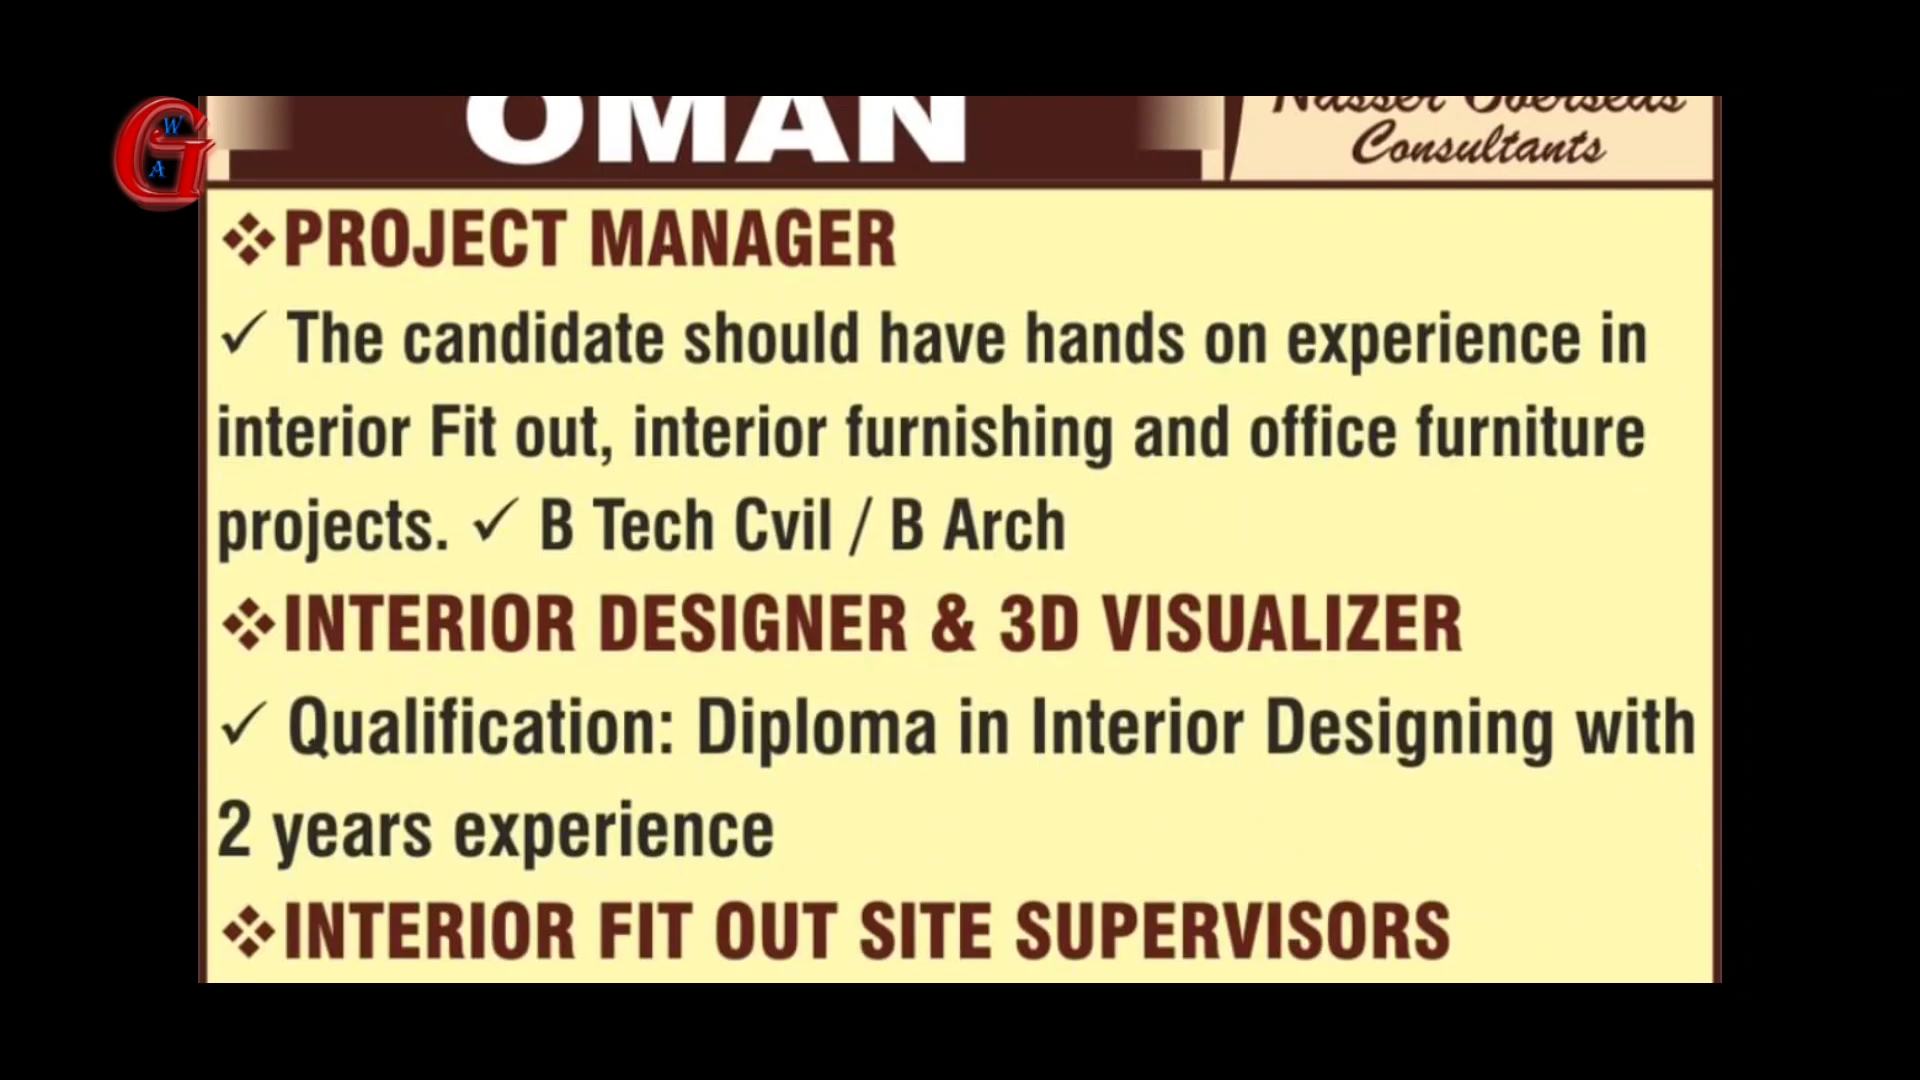 W
G
A
OMAN
Nasser Overseas
Consultants
❖PROJECT MANAGER
✓ The candidate should have hands on experience in
interior Fit out, interior furnishing and office furniture
projects. ✓ B Tech Cvil / B Arch
❖INTERIOR DESIGNER & 3D VISUALIZER
✓ Qualification: Diploma in Interior Designing with
2 years experience
❖INTERIOR FIT OUT SITE SUPERVISORS